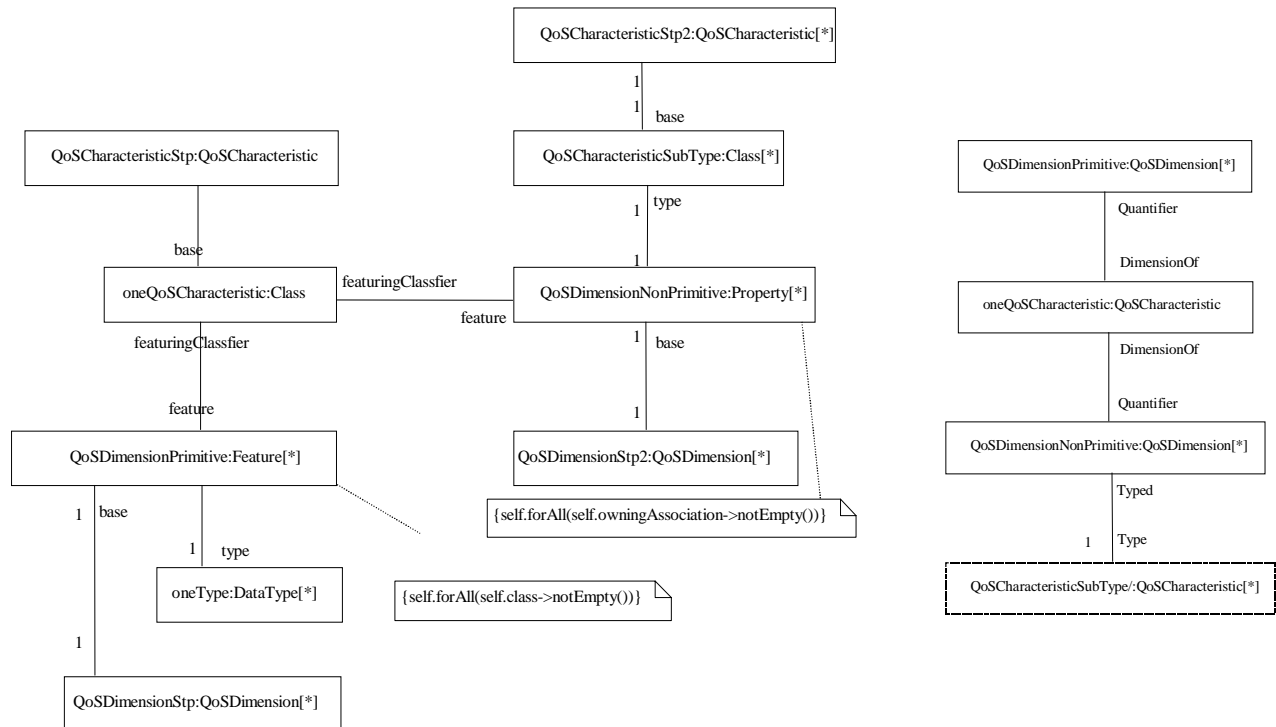 QoSCharacteristicStp2:QoSCharacteristic[*]
1
1
base
QoSCharacteristicStp:QoSCharacteristic
QoSCharacteristicSubType:Class[*]
type
1
1
base
oneQoSCharacteristic:Class
featuringClassfier
feature
QoSDimensionNonPrimitive:Property[*]
featuringClassfier
1
base
feature
1
QoSDimensionPrimitive:Feature[*]
QoSDimensionStp2:QoSDimension[*]
1
base
{self.forAll(self.owningAssociation->notEmpty())}
1
type
oneType:DataType[*]
{self.forAll(self.class->notEmpty())}
1
QoSDimensionStp:QoSDimension[*]
QoSDimensionPrimitive:QoSDimension[*]
Quantifier
DimensionOf
oneQoSCharacteristic:QoSCharacteristic
DimensionOf
Quantifier
QoSDimensionNonPrimitive:QoSDimension[*]
Typed
1
Type
QoSCharacteristicSubType/:QoSCharacteristic[*]